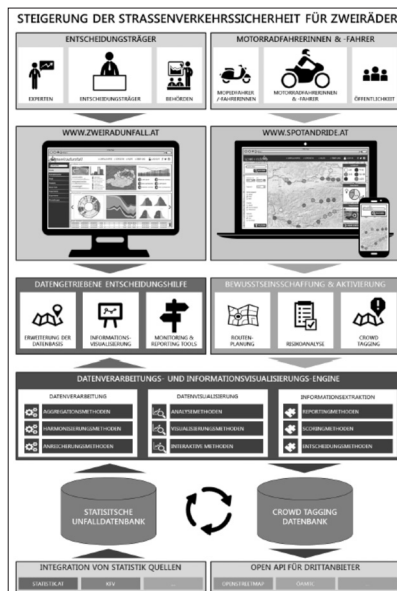 STEIGERUNG DER STRASSENVERKEHRSSICHERHEIT FÜR ZWEIRÄDER
ENTSCHEIDUNGSTRÄGER
MOTORRADFAHRERINNEN & -FAHRER
EXPERTEN
ENTSCHEIDUNGSTRÄGER
BEHÖRDEN
MOPEDFAHRER
/-FAHRERINNEN
MOTORRADFAHRERINNEN
& -FAHRER
ÖFFENTLICHKEIT
WWW.ZWEIRADUNFALL.AT
WWW.SPOTANDRIDE.AT
DATENGETRIEBENE ENTSCHEIDUNGSHILFE
BEWUSSTSEINSSCHAFFUNG & AKTIVIERUNG
ERWEITERUNG DER
DATENBASIS
INFORMATIONS-
VISUALISIERUNG
MONITORING &
REPORTING TOOLS
ROUTEN-
PLANUNG
RISIKOANALYSE
CROWD
TAGGING
DATENVERARBEITUNGS- UND INFORMATIONSVISUALISIERUNGS-ENGINE
DATENVERARBEITUNG
AGGREGATIONSMETHODEN
HARMONISIERUNGSMETHODEN
ANREICHERUNGSMETHODEN
DATENVISUALISIERUNG
ANALYSEMETHODEN
VISUALISIERUNGSMETHODEN
INTERAKTIVE METHODEN
INFORMATIONSEXTRAKTION
REPORTINGMETHODEN
SCORINGMETHODEN
ENTSCHEIDUNGSMETHODEN
STATISITSCHE
UNFALLDATENBANK
CROWD TAGGING
DATENBANK
INTEGRATION VON STATISTIK QUELLEN
OPEN API FÜR DRITTANBIETER
STATISTIK.AT
KFV
...
OPENSTREETMAP